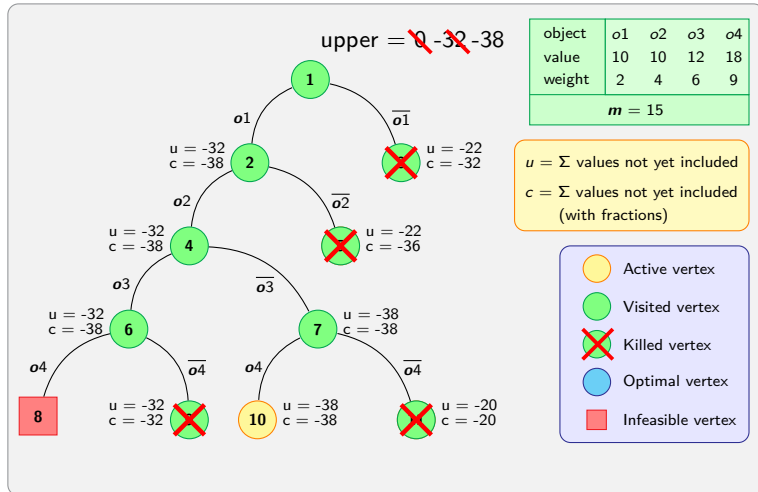 upper = 0 -32 -38
object o1 o2 o3 o4
value 10 10 12 18
weight 2 4 6 9
m = 15
u = Σ values not yet included
c = Σ values not yet included
(with fractions)
Active vertex
Visited vertex
Killed vertex
Optimal vertex
Infeasible vertex
1
o1
o1̅
u = -32
c = -38
2
u = -22
c = -32
o2
o2̅
u = -32
c = -38
4
u = -22
c = -36
o3
o3̅
u = -32
c = -38
6
7
u = -38
c = -38
o4
o4̅
o4
o4̅
8
u = -32
c = -32
10
u = -38
c = -38
u = -20
c = -20